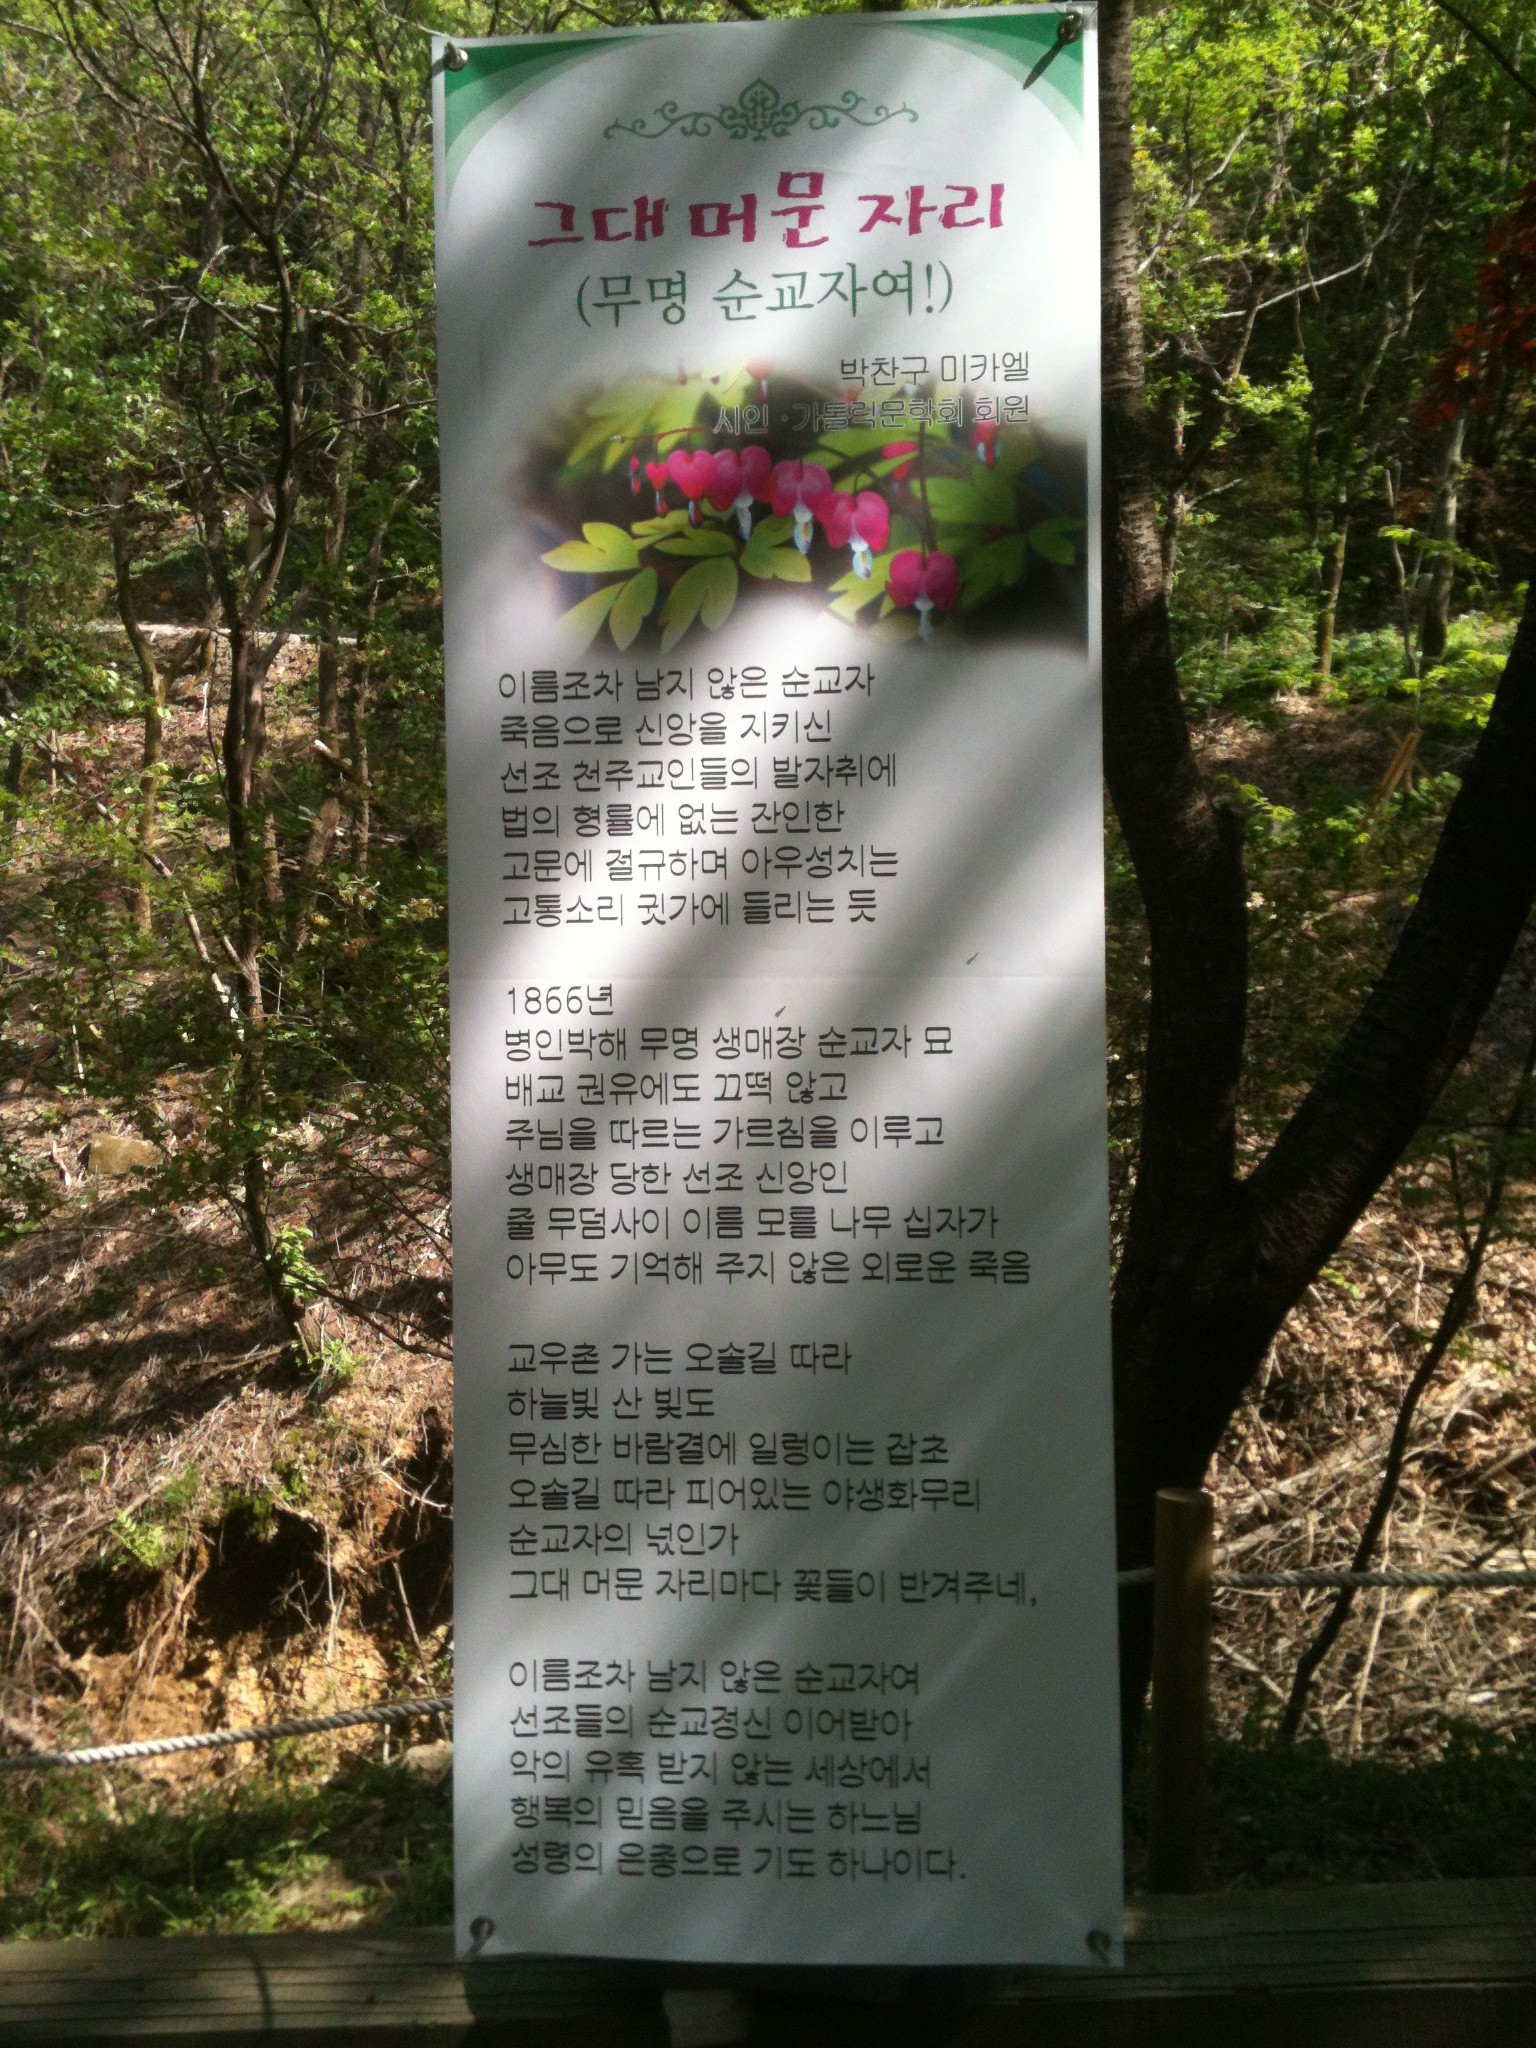 그대 머문 자리
(무명 순교자여!)
박찬구 미카엘
시인 · 가톨릭문학회 회원
이름조차 남지 않은 순교자
죽음으로 신앙을 지키신
선조 천주교인들의 발자취에
법의 형률에 없는 잔인한
고문에 절규하며 아우성치는
고통소리 귓가에 들리는 듯
1866년
병인박해 무명 생매장 순교자 묘
배교 권유에도 끄떡 않고
주님을 따르는 가르침을 이루고
생매장 당한 선조 신앙인
줄 무덤사이 이름 모를 나무 십자가
아무도 기억해 주지 않은 외로운 죽음
교우촌 가는 오솔길 따라
하늘빛 산 빛도
무심한 바람결에 일렁이는 잡초
오솔길 따라 피어있는 야생화무리
순교자의 넋인가
그대 머문 자리마다 꽃들이 반겨주네,
이름조차 남지 않은 순교자여
선조들의 순교정신 이어받아
악의 유혹 받지 않는 세상에서
행복의 믿음을 주시는 하느님
성령의 은총으로 기도 하나이다.